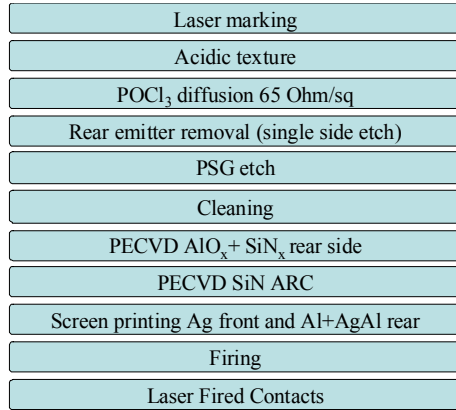 Laser marking
Acidic texture
POCl₃ diffusion 65 Ohm/sq
Rear emitter removal (single side etch)
PSG etch
Cleaning
PECVD AlOₓ+ SiNₓ rear side
PECVD SiN ARC
Screen printing Ag front and Al+AgAl rear
Firing
Laser Fired Contacts